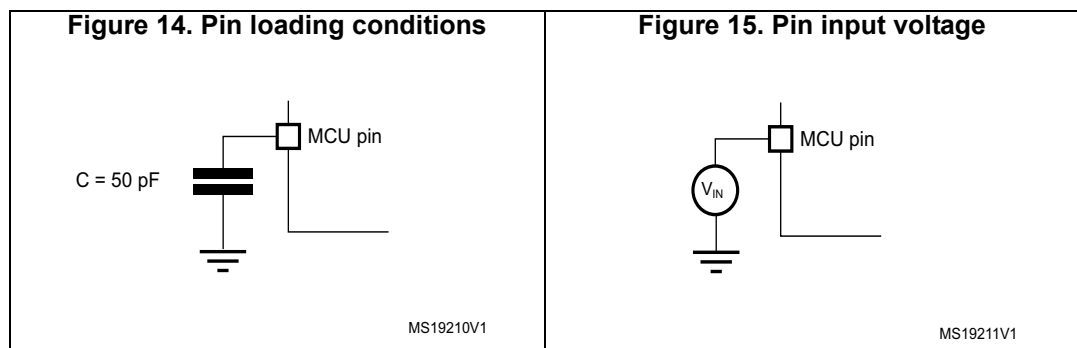 Figure 14. Pin loading conditions
MCU pin
C = 50 pF
MS19210V1
Figure 15. Pin input voltage
MCU pin
VIN
MS19211V1